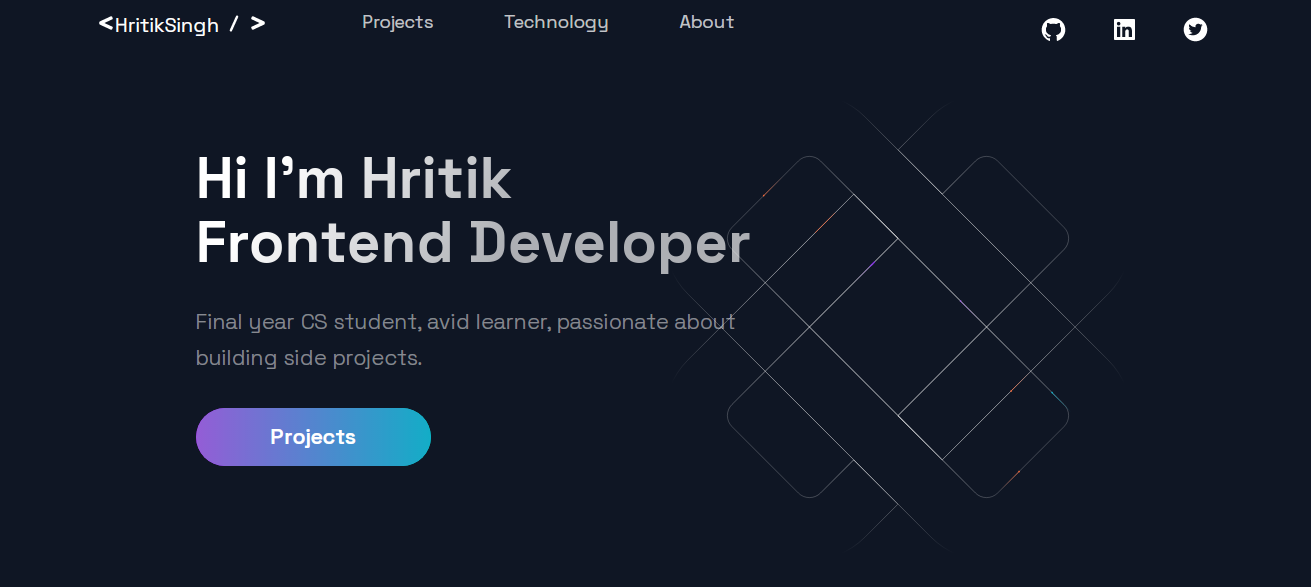 <HritikSingh / >
Projects
Technology
About
Hi I’m Hritik
Frontend Developer
Final year CS student, avid learner, passionate about
building side projects.
Projects